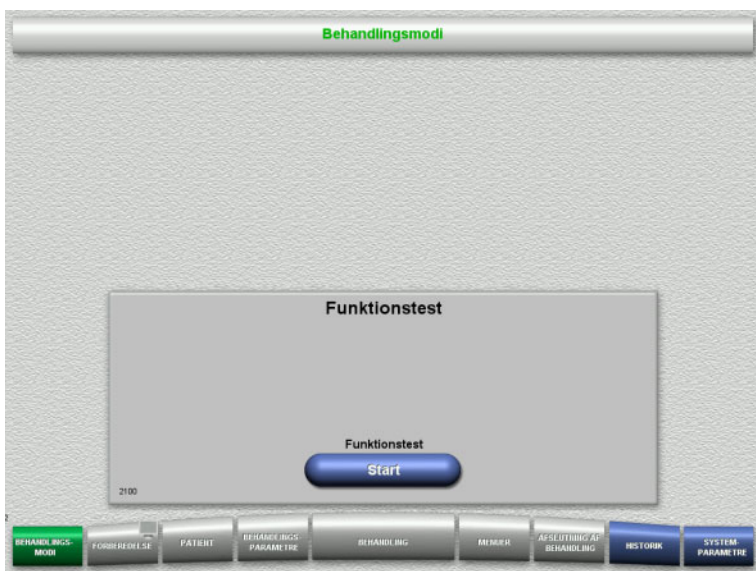 Behandlingsmodi
Funktionstest
Funktionstest
Start
2100
2
BEHANDLINGS-
MODI
FORBEREDELSE
PATIENT
BEHANDLINGS-
PARAMETRE
BEHANDLING
MENUER
AFSLUTNING AF
BEHANDLING
HISTORIK
SYSTEM-
PARAMETRE